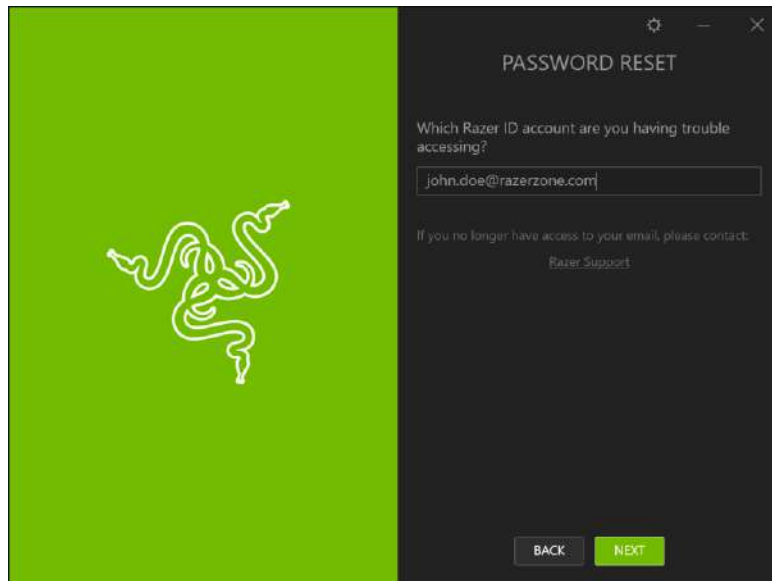 PASSWORD RESET
Which Razer ID account are you having trouble
accessing?
john.doe@razerzone.com
If you no longer have access to your email, please contact:
Razer Support
BACK
NEXT